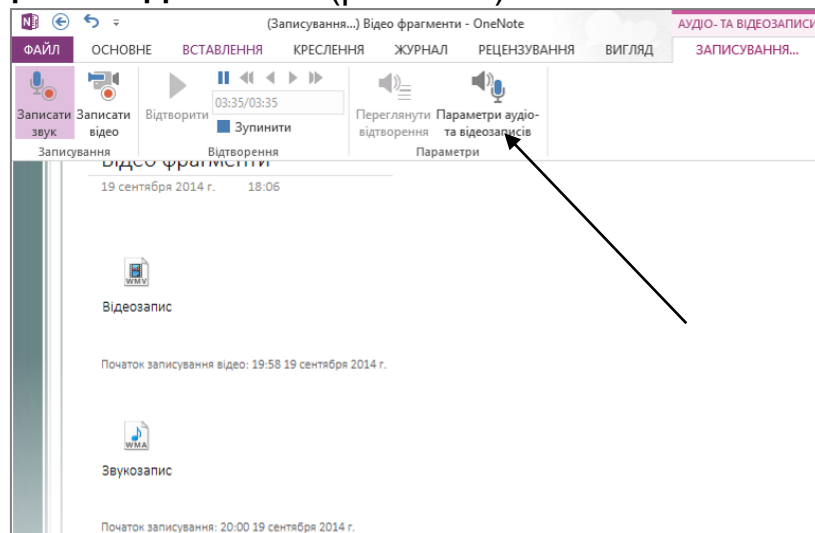 (Записування...) Відео фрагменти - OneNote
АУДІО- ТА ВІДЕОЗАПИСИ
ФАЙЛ ОСНОВНЕ ВСТАВЛЕННЯ КРЕСЛЕННЯ ЖУРНАЛ РЕЦЕНЗУВАННЯ ВИГЛЯД ЗАПИСУВАННЯ...
Записати звук
Записати відео
Відтворити
03:35/03:35
Зупинити
Переглянути відтворення
Параметри аудіо- та відеозаписів
Записування Відтворення Параметри
Відео фрагменти
19 сентября 2014 г. 18:06
WMV
Відеозапис
Початок записування відео: 19:58 19 сентября 2014 г.
WMA
Звукозапис
Початок записування: 20:00 19 сентября 2014 г.